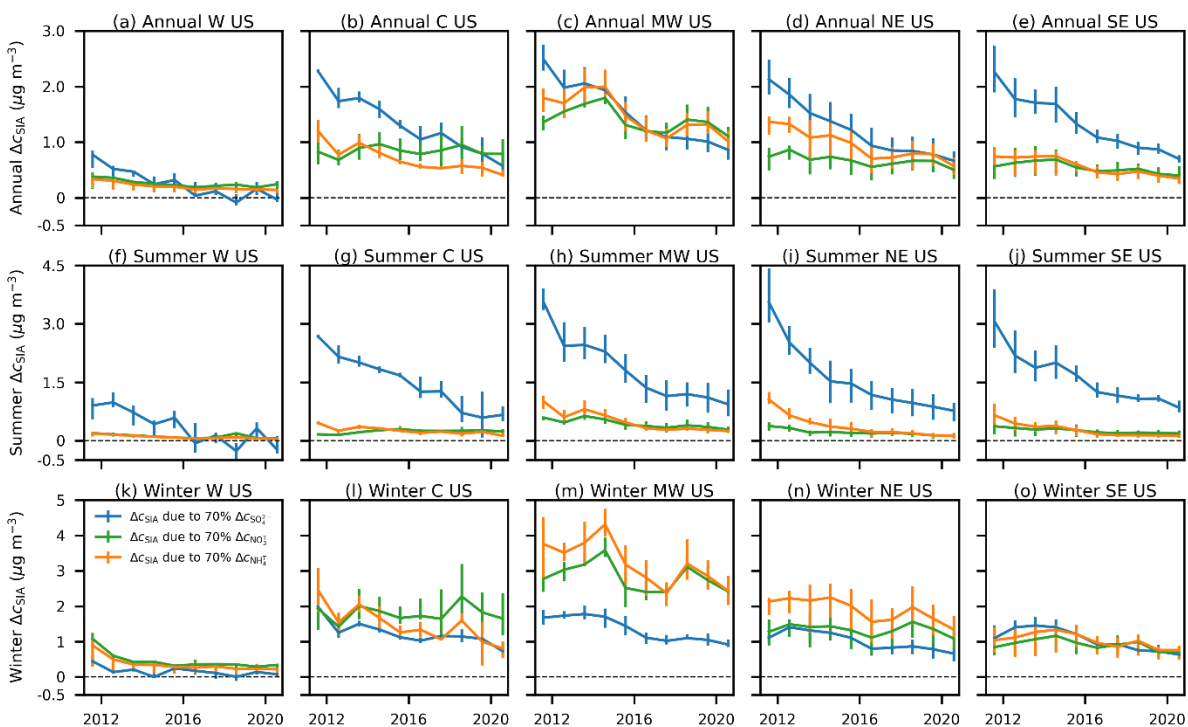 (a) Annual W US (b) Annual C US (c) Annual MW US (d) Annual NE US (e) Annual SE US
Annual Δc_SIA (μg m⁻³)
3.0
2.0
1.0
0
-0.5
(f) Summer W US (g) Summer C US (h) Summer MW US (i) Summer NE US (j) Summer SE US
Summer Δc_SIA (μg m⁻³)
4.5
3.0
1.5
0
-0.5
(k) Winter W US (l) Winter C US (m) Winter MW US (n) Winter NE US (o) Winter SE US
Winter Δc_SIA (μg m⁻³)
5
4
3
2
1
0
-0.5
Δc_SIA due to 70% Δc_SO₄²⁻
Δc_SIA due to 70% Δc_NO₃⁻
Δc_SIA due to 70% Δc_NH₄⁺
2012 2016 2020 2012 2016 2020 2012 2016 2020 2012 2016 2020 2012 2016 2020